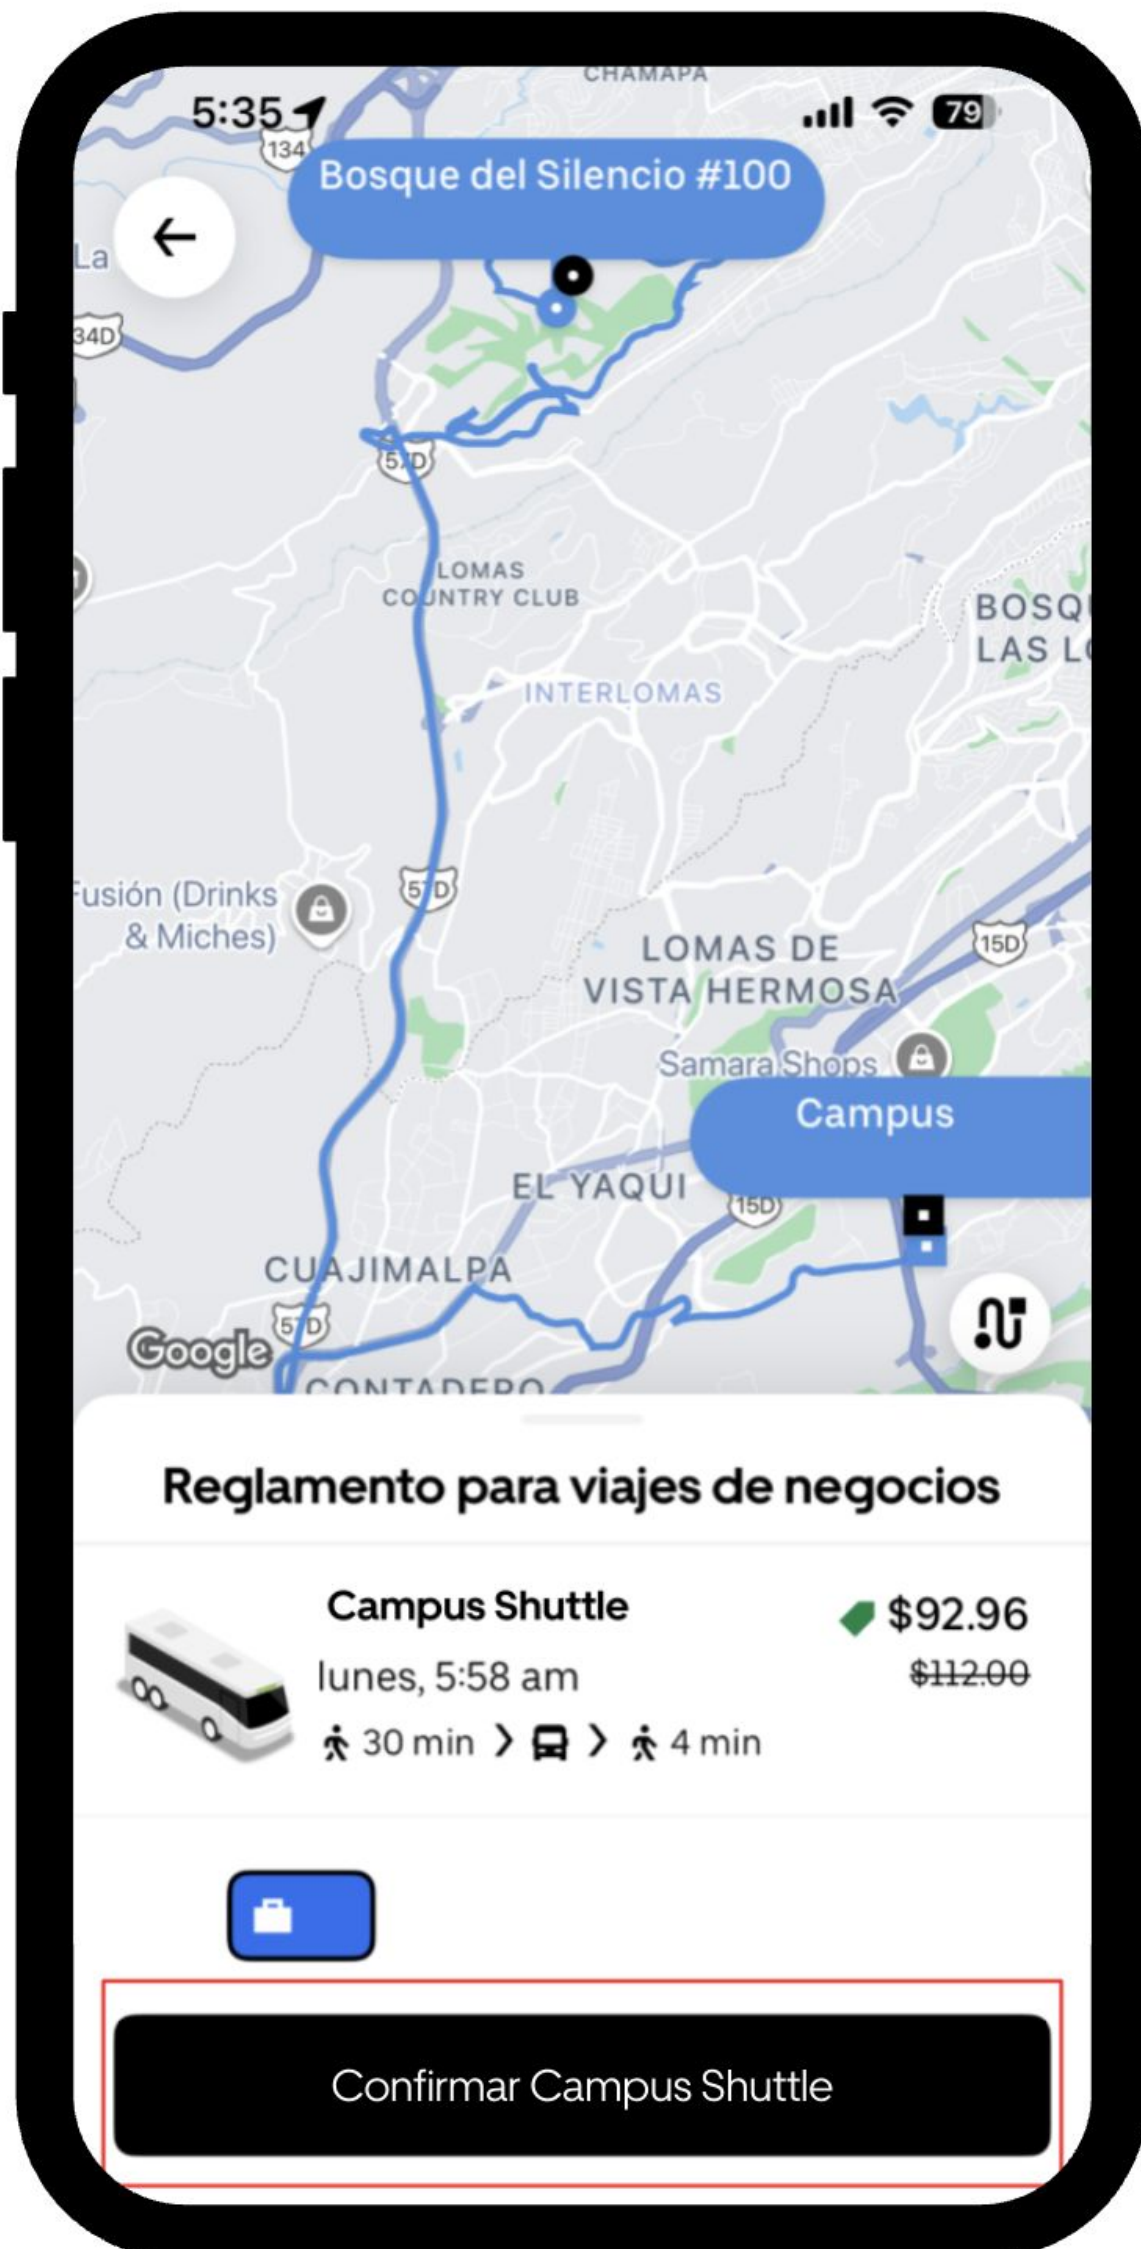 CHAMAPA
5:35
79
134
Bosque del Silencio #100
La
34D
57D
LOMAS
COUNTRY CLUB
BOSQU
LAS LO
INTERLOMAS
Fusión (Drinks
& Miches)
57D
15D
LOMAS DE
VISTA HERMOSA
Samara Shops
Campus
EL YAQUI
15D
CUAJIMALPA
57D
Google
CONTADERO
Reglamento para viajes de negocios
Campus Shuttle
$92.96
lunes, 5:58 am
$112.00
30 min
4 min
Confirmar Campus Shuttle